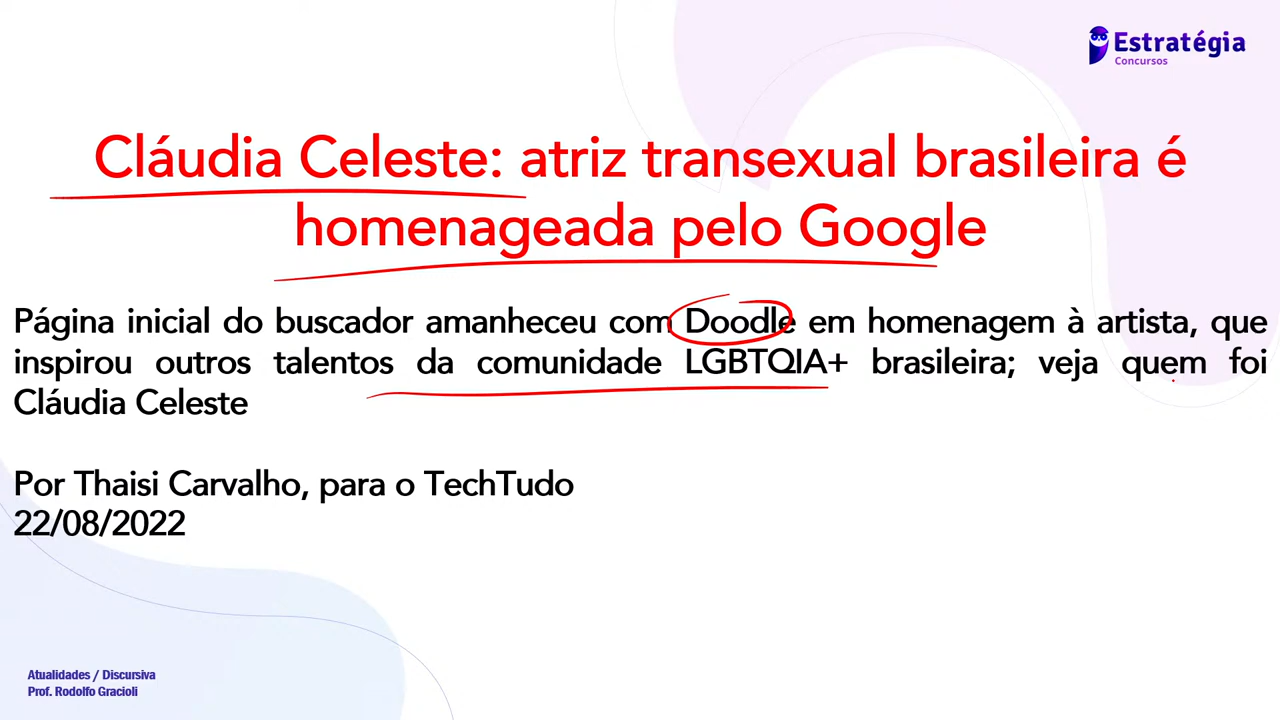 Estratégia
Concursos
Cláudia Celeste: atriz transexual brasileira é
homenageada pelo Google
Página inicial do buscador amanheceu com Doodle em homenagem à artista, que
inspirou outros talentos da comunidade LGBTQIA+ brasileira; veja quem foi
Cláudia Celeste
Por Thaisi Carvalho, para o TechTudo
22/08/2022
Atualidades / Discursiva
Prof. Rodolfo Gracioli